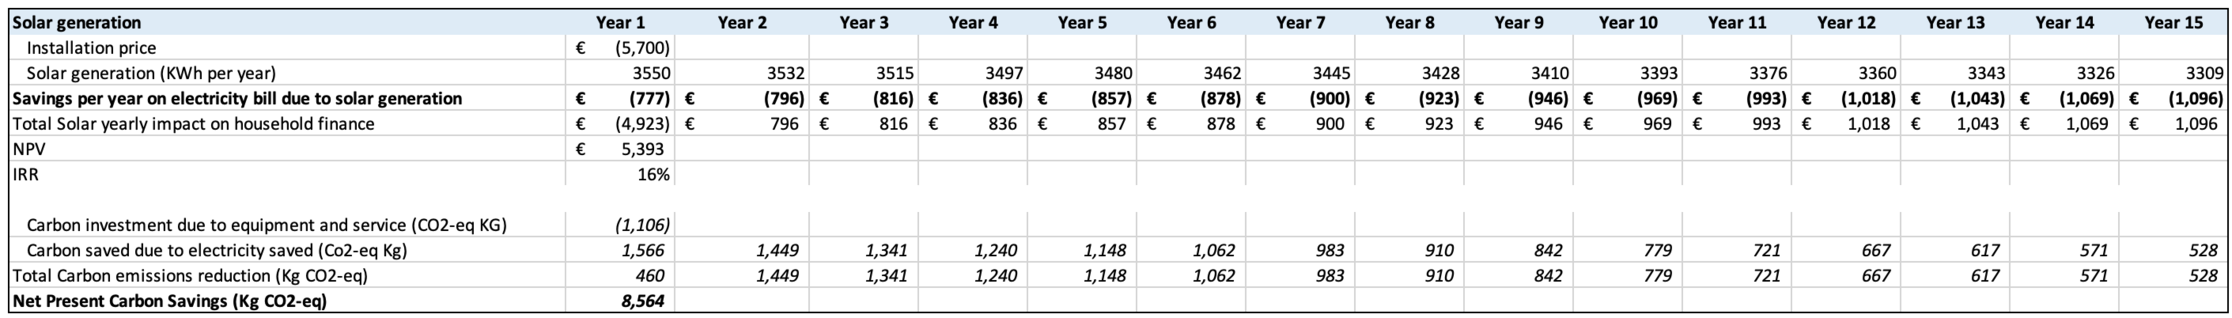 Solar generation Year 1 Year 2 Year 3 Year 4 Year 5 Year 6 Year 7 Year 8 Year 9 Year 10 Year 11 Year 12 Year 13 Year 14 Year 15
Installation price € (5,700)
Solar generation (KWh per year) 3550 3532 3515 3497 3480 3462 3445 3428 3410 3393 3376 3360 3343 3326 3309
Savings per year on electricity bill due to solar generation € (777) € (796) € (816) € (836) € (857) € (878) € (900) € (923) € (946) € (969) € (993) € (1,018) € (1,043) € (1,069) € (1,096)
Total Solar yearly impact on household finance € (4,923) € 796 € 816 € 836 € 857 € 878 € 900 € 923 € 946 € 969 € 993 € 1,018 € 1,043 € 1,069 € 1,096
NPV € 5,393
IRR 16%
Carbon investment due to equipment and service (CO2-eq KG) (1,106)
Carbon saved due to electricity saved (Co2-eq Kg) 1,566 1,449 1,341 1,240 1,148 1,062 983 910 842 779 721 667 617 571 528
Total Carbon emissions reduction (Kg CO2-eq) 460 1,449 1,341 1,240 1,148 1,062 983 910 842 779 721 667 617 571 528
Net Present Carbon Savings (Kg CO2-eq) 8,564